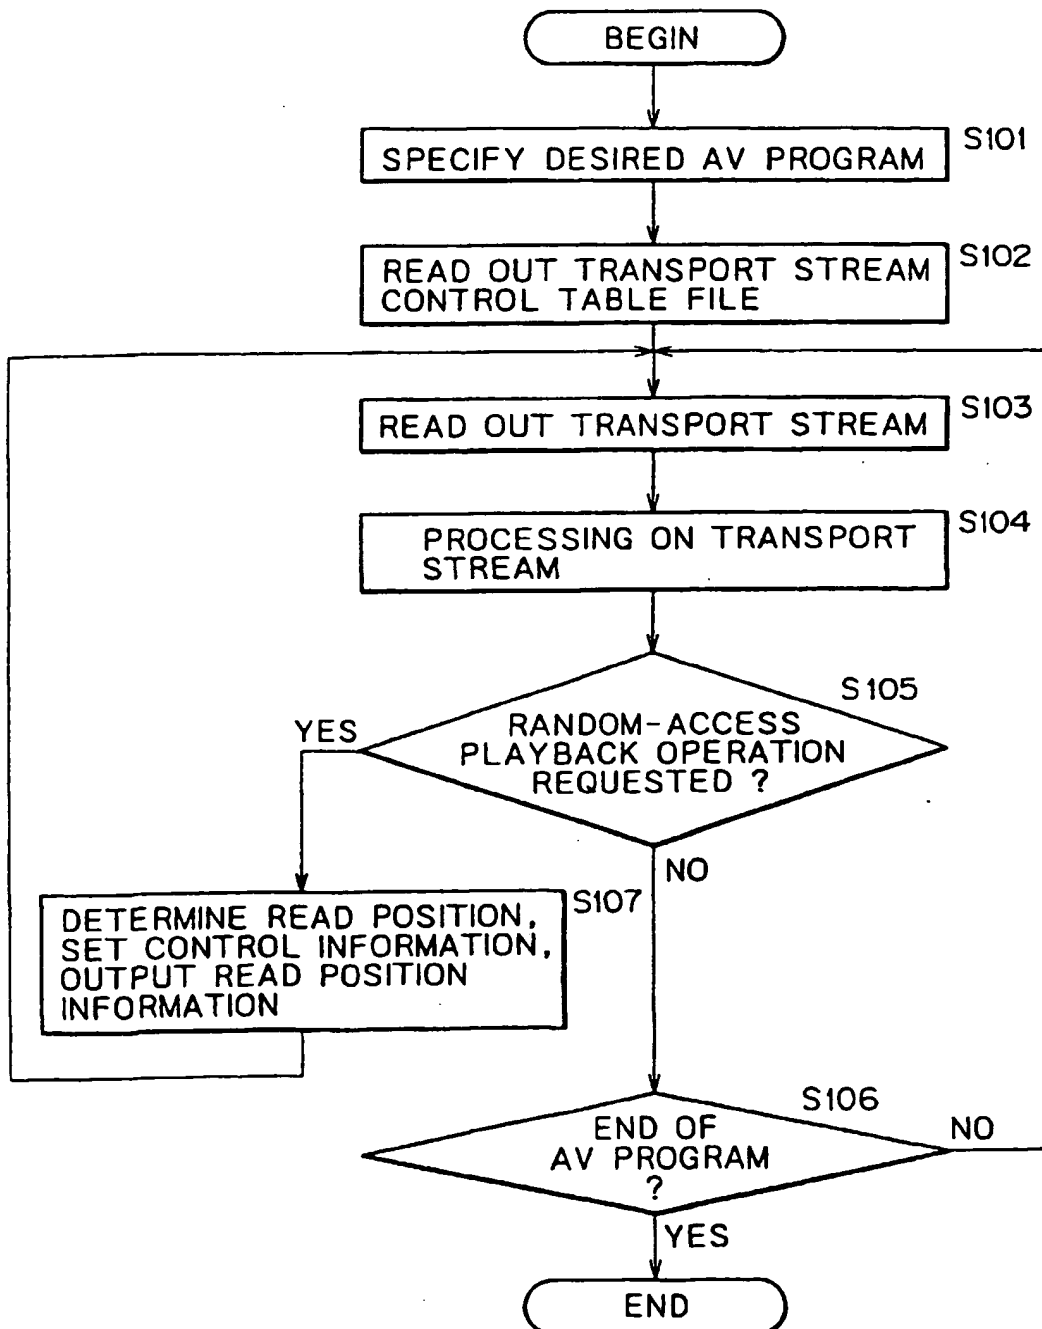 BEGIN
S101
SPECIFY DESIRED AV PROGRAM
S102
READ OUT TRANSPORT STREAM
CONTROL TABLE FILE
S103
READ OUT TRANSPORT STREAM
S104
PROCESSING ON TRANSPORT
STREAM
S105
YES
RANDOM-ACCESS
PLAYBACK OPERATION
REQUESTED ?
NO
S107
DETERMINE READ POSITION,
SET CONTROL INFORMATION,
OUTPUT READ POSITION
INFORMATION
S106
END OF
AV PROGRAM
?
NO
YES
END